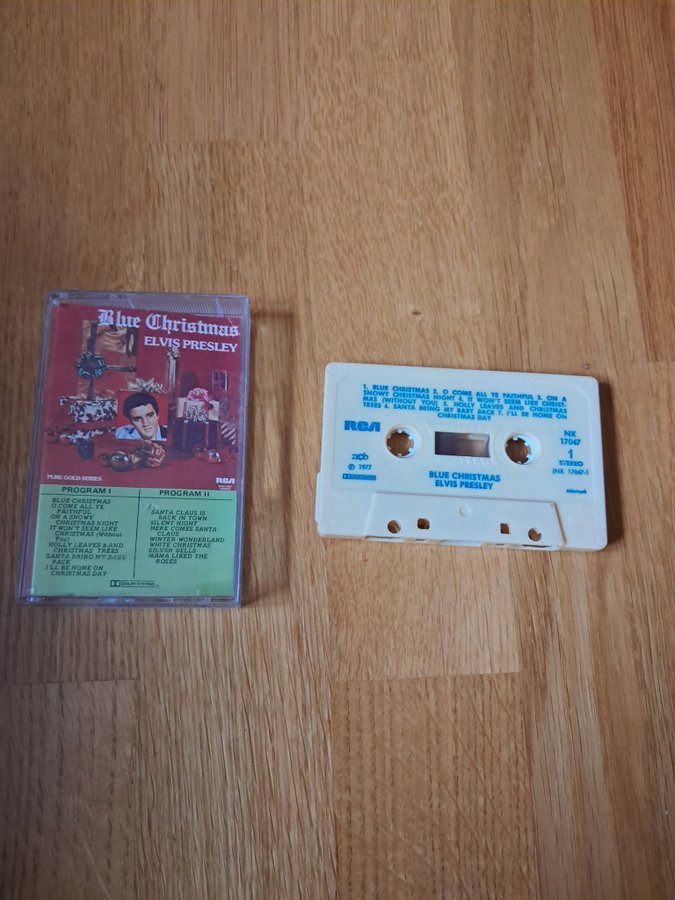 Blue Christmas
ELVIS PRESLEY
PURE GOLD SERIES
RCA
PROGRAM I
BLUE CHRISTMAS
O COME ALL YE
FAITHFUL
ON A SNOWY
CHRISTMAS NIGHT
IT WON'T SEEM LIKE
CHRISTMAS (Without
You)
HOLLY LEAVES & AND
CHRISTMAS TREES
SANTA BRING MY BABY
BACK
I'LL BE HOME ON
CHRISTMAS DAY
PROGRAM II
SANTA CLAUS IS
BACK IN TOWN
SILENT NIGHT
HERE COMES SANTA
CLAUS
WINTER WONDERLAND
WHITE CHRISTMAS
SILVER BELLS
MAMA LIKED THE
ROSES
DOLBY SYSTEM
1. BLUE CHRISTMAS 2. O COME ALL YE FAITHFUL 3. ON A
SNOWY CHRISTMAS NIGHT 4. IT WON'T SEEM LIKE CHRIST-
MAS (WITHOUT YOU) 5. HOLLY LEAVES AND CHRISTMAS
TREES 6. SANTA BRING MY BABY BACK 7. I'LL BE HOME ON
CHRISTMAS DAY
RCA
NK
17047
acb
1
STEREO
℗ 1977
(NK 17047-1
BLUE CHRISTMAS
ELVIS PRESLEY